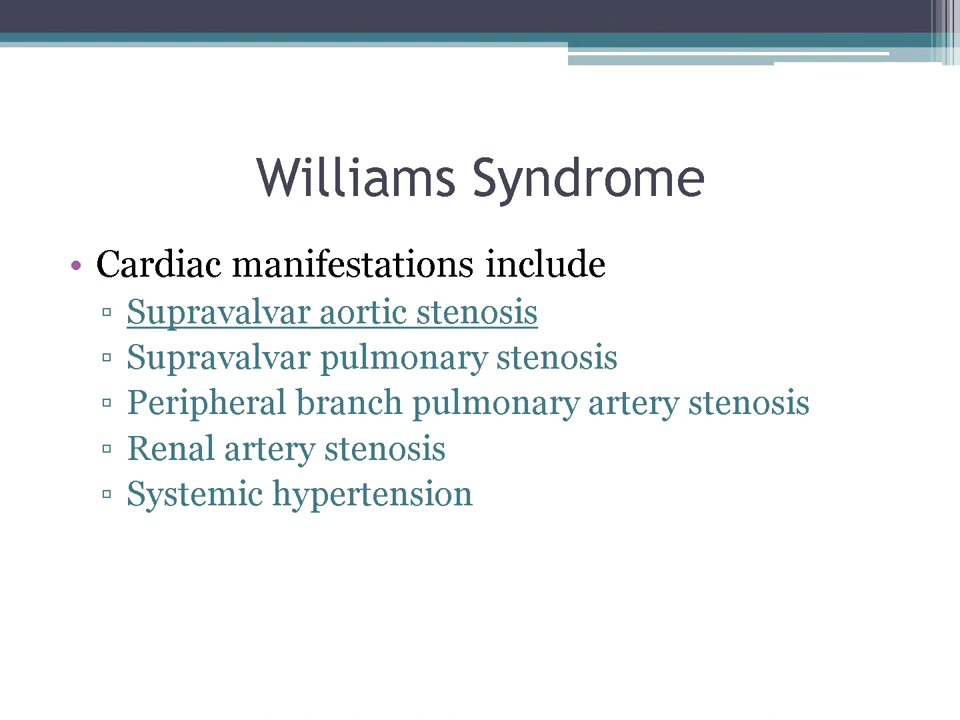 Williams Syndrome
• Cardiac manifestations include
▫ Supravalvar aortic stenosis
▫ Supravalvar pulmonary stenosis
▫ Peripheral branch pulmonary artery stenosis
▫ Renal artery stenosis
▫ Systemic hypertension